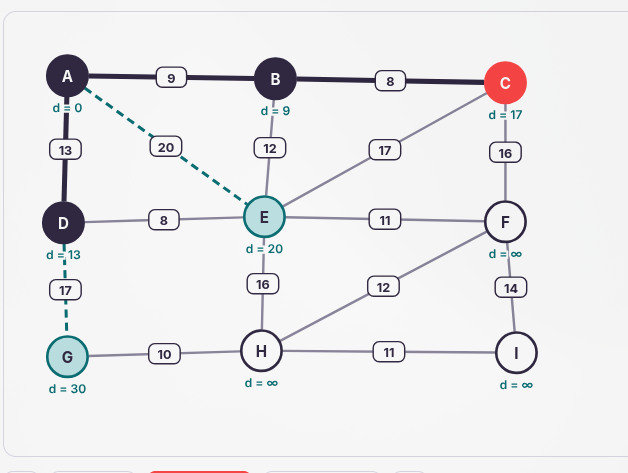 A
9
B
8
C
d = 0
d = 9
d = 17
13
20
12
17
16
D
8
E
11
F
d = 13
d = 20
d = ∞
17
16
12
14
G
10
H
11
I
d = 30
d = ∞
d = ∞